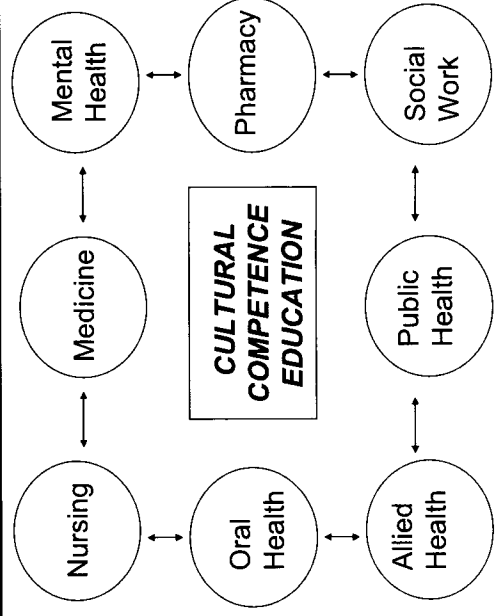 Nursing
Medicine
Mental
Health
Oral
Health
CULTURAL
COMPETENCE
EDUCATION
Pharmacy
Allied
Health
Public
Health
Social
Work